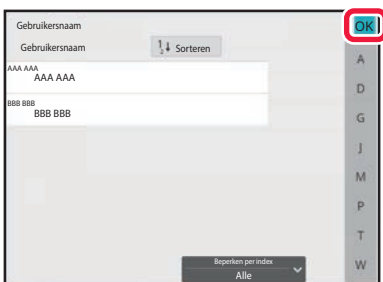 Gebruikersnaam
OK
Gebruikersnaam
Sorteren
A
AAA AAA
AAA AAA
D
BBB BBB
BBB BBB
G
J
M
P
T
Beperken per index
Alle
W